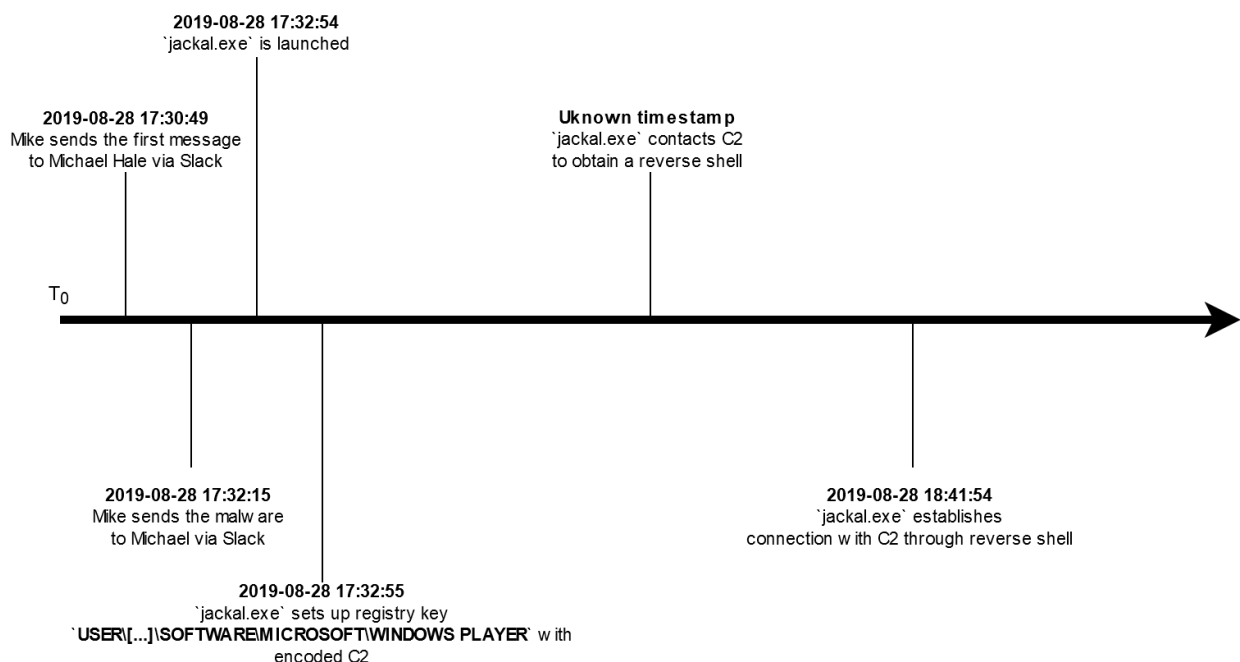 2019-08-28 17:32:54
`jackal.exe` is launched
2019-08-28 17:30:49
Mike sends the first message
to Michael Hale via Slack
Uknown timestamp
`jackal.exe` contacts C2
to obtain a reverse shell
T0
2019-08-28 17:32:15
Mike sends the malware
to Michael via Slack
2019-08-28 18:41:54
`jackal.exe` establishes
connection with C2 through reverse shell
2019-08-28 17:32:55
`jackal.exe` sets up registry key
`USER\[...]\SOFTWARE\MICROSOFT\WINDOWS PLAYER` with
encoded C2